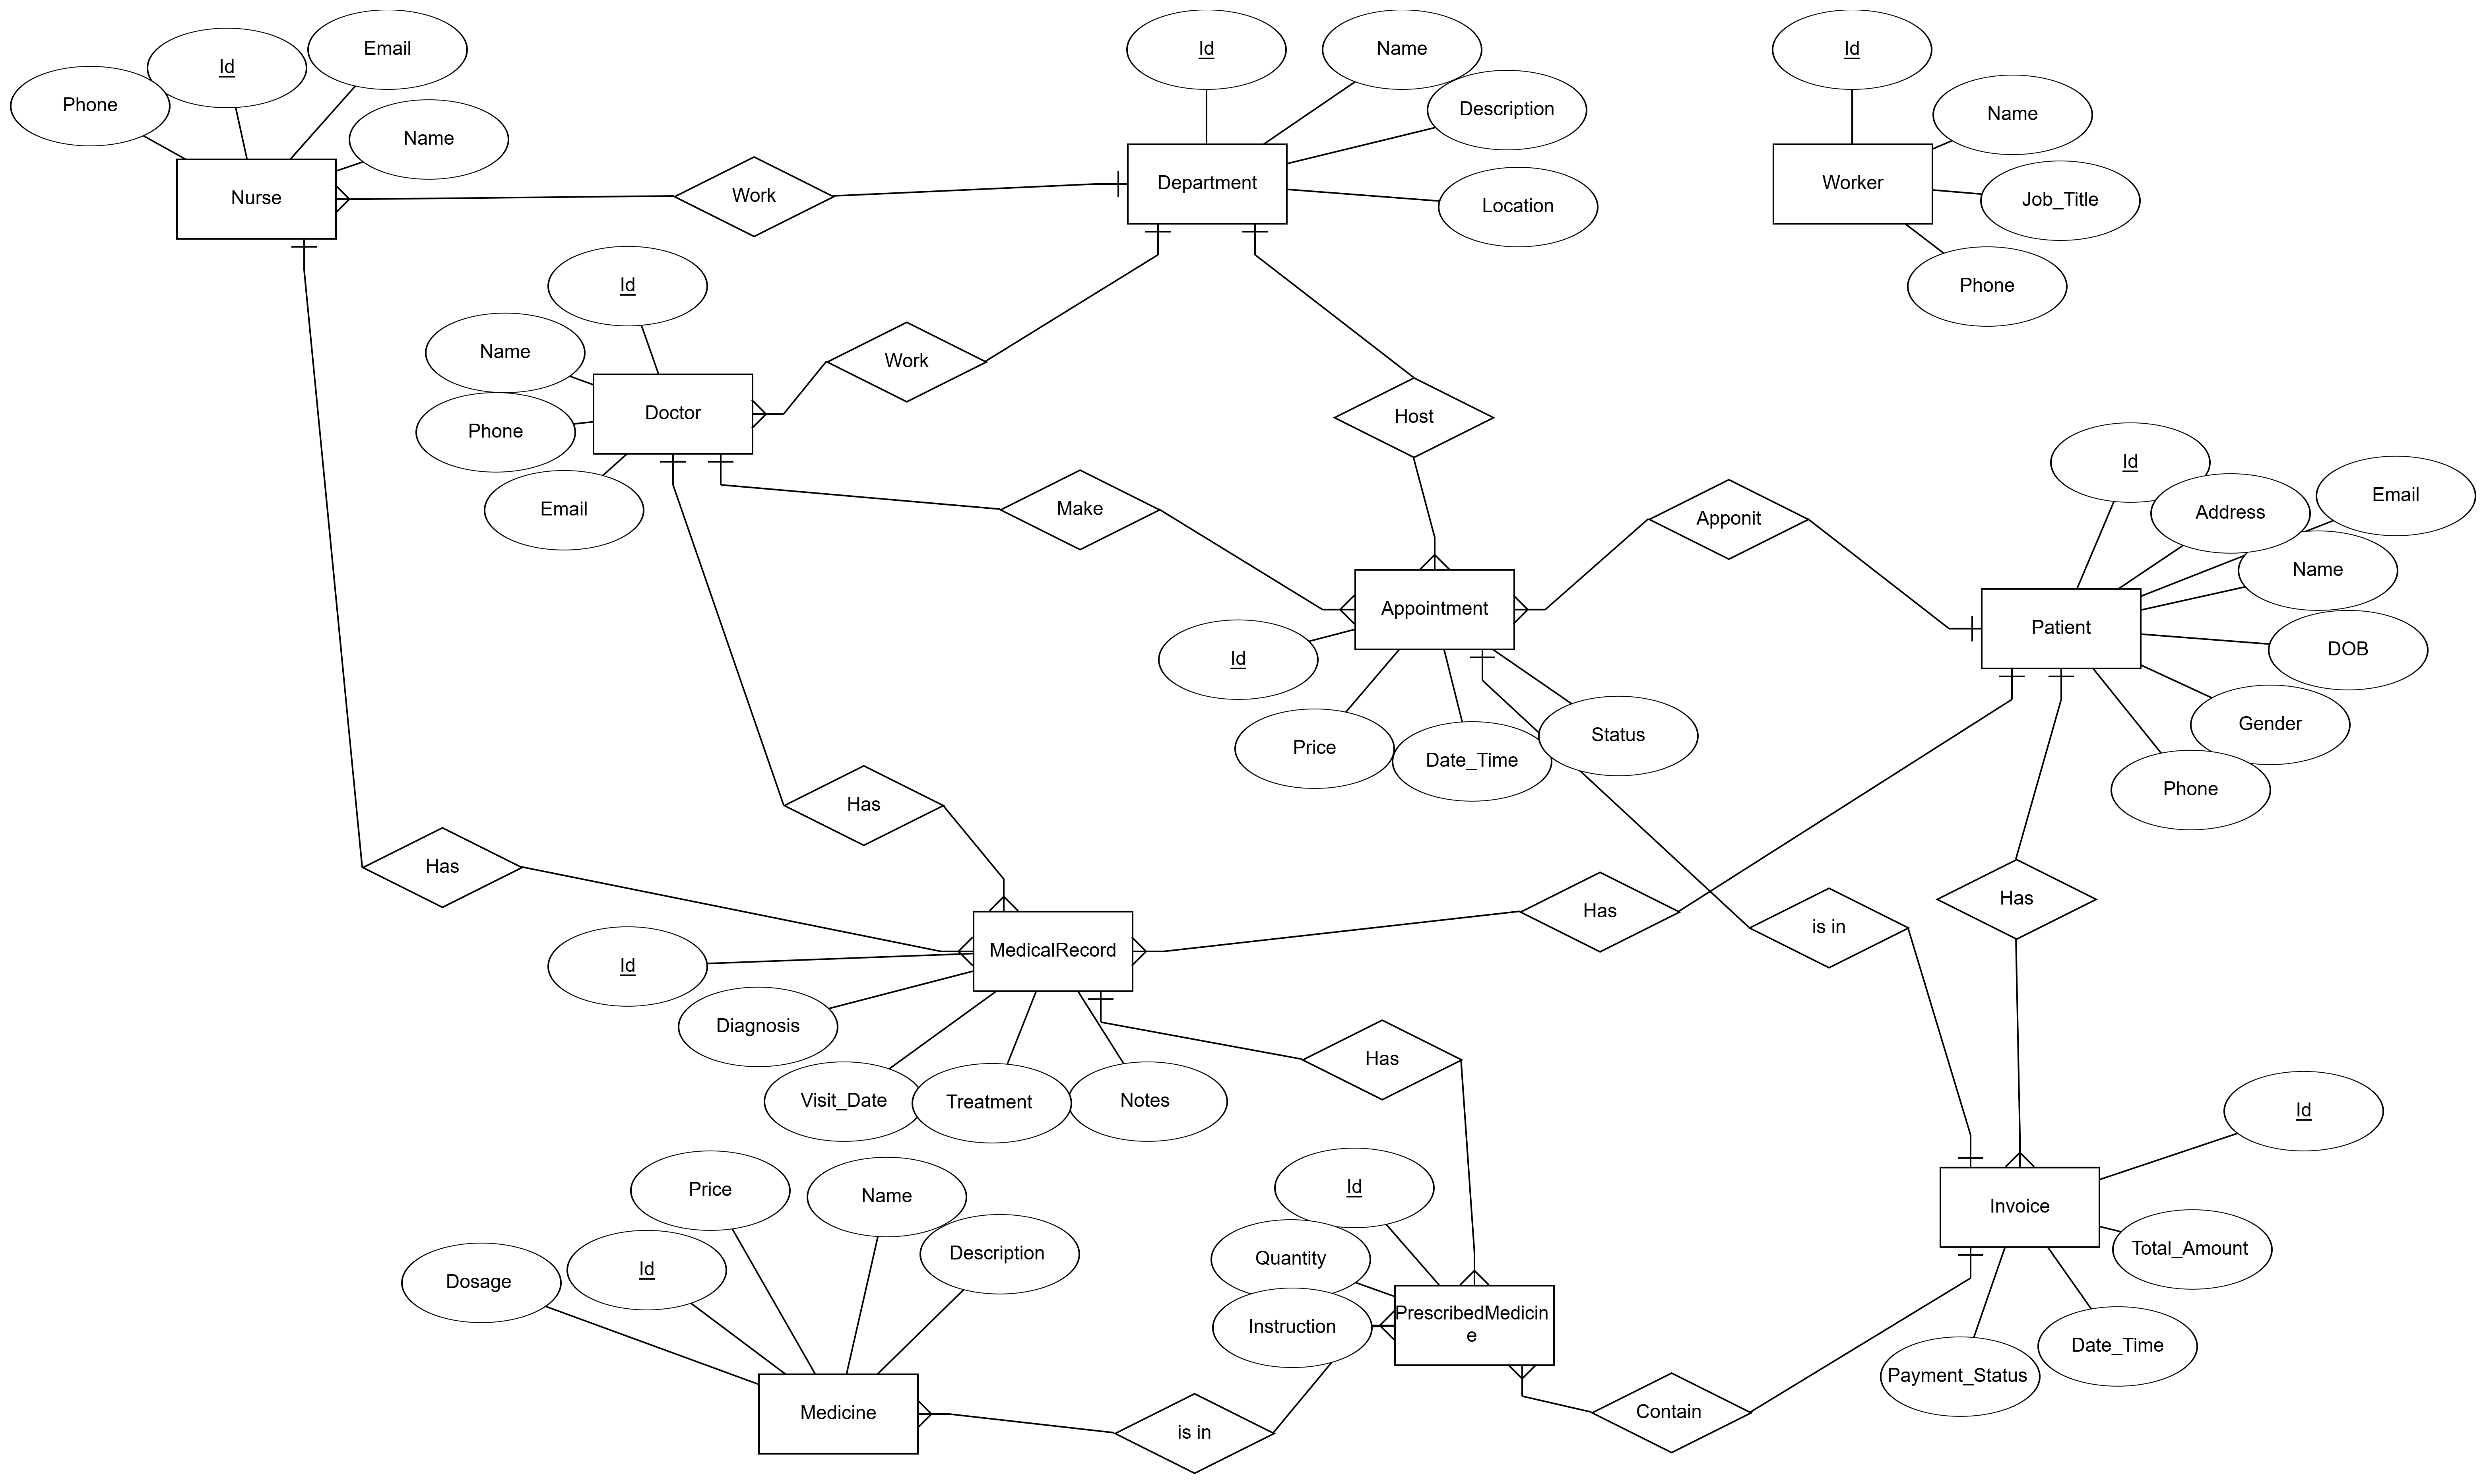 Id
Email
Phone
Name
Nurse
Work
Id
Name
Description
Department
Location
Id
Name
Worker
Job_Title
Phone
Id
Name
Phone
Doctor
Email
Work
Host
Make
Apponit
Id
Address
Email
Name
Patient
DOB
Gender
Phone
Appointment
Id
Price
Date_Time
Status
Has
Has
Has
is in
Has
MedicalRecord
Id
Diagnosis
Visit_Date
Treatment
Notes
Has
Id
Invoice
Total_Amount
Date_Time
Payment_Status
Price
Name
Description
Id
Dosage
Medicine
Id
Quantity
Instruction
PrescribedMedicin
e
is in
Contain